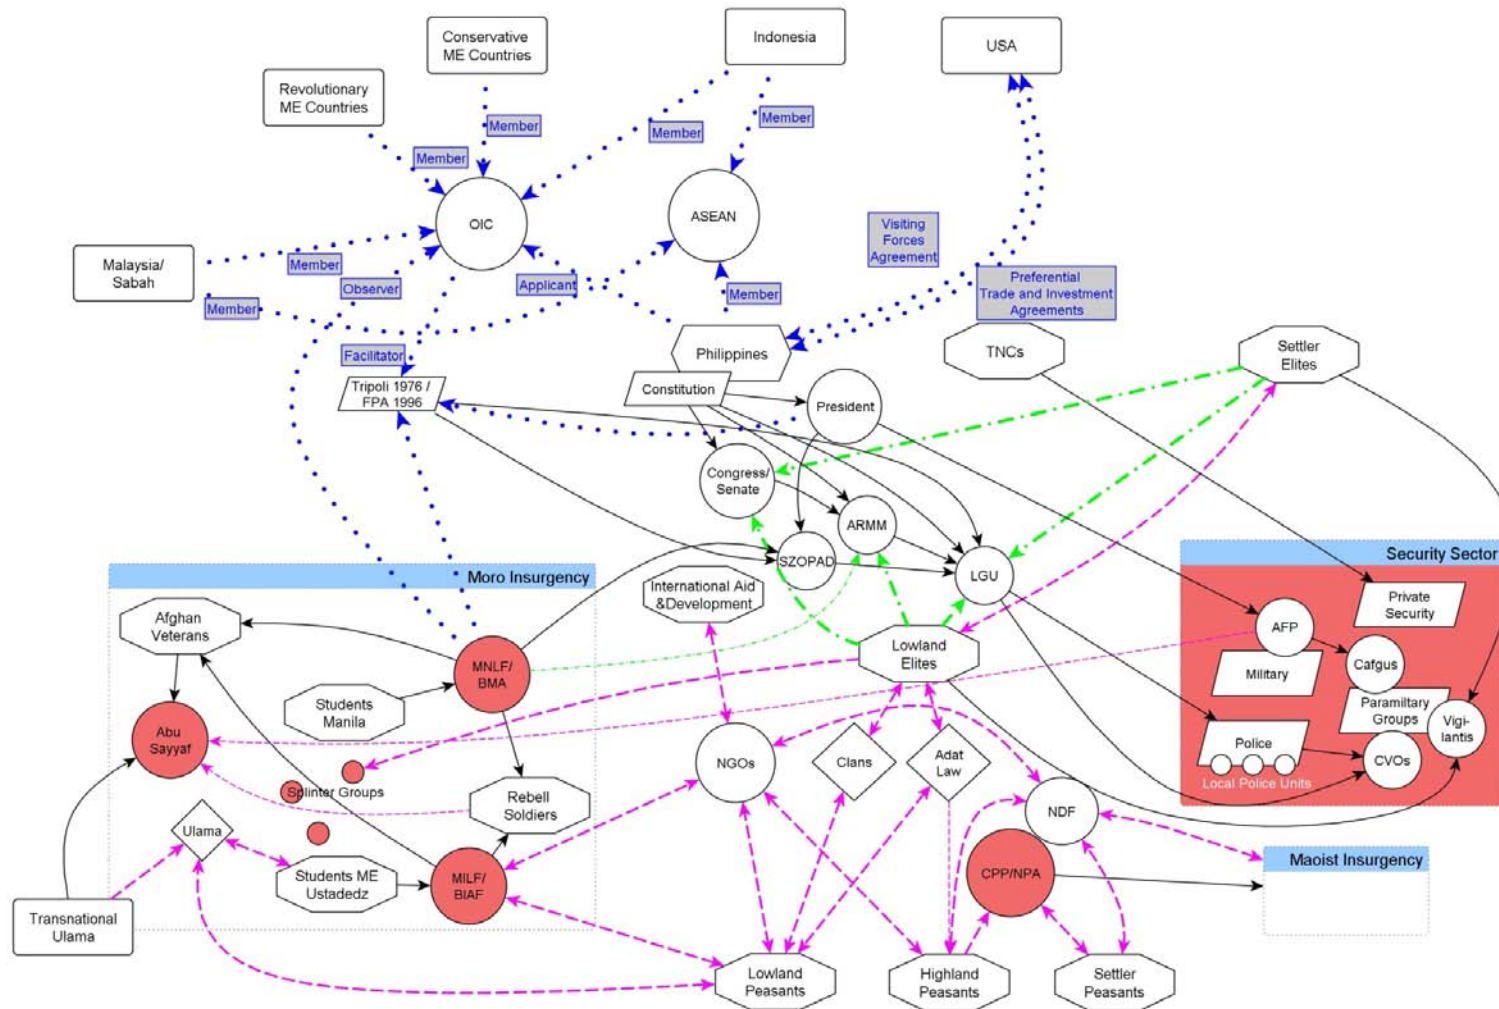 Conservative
ME Countries
Indonesia
USA
Revolutionary
ME Countries
Member
Member
Member
Member
OIC
ASEAN
Visiting
Forces
Agreement
Malaysia/
Sabah
Member
Observer
Applicant
Member
Member
Preferential
Trade and Investment
Agreements
Facilitator
Philippines
TNCs
Settler
Elites
Tripoli 1976 /
FPA 1996
Constitution
President
Congress/
Senate
ARMM
SZOPAD
LGU
Security Sector
Moro Insurgency
International Aid
&Development
Private
Security
Afghan
Veterans
AFP
Lowland
Elites
Cafgus
MNLF/
BMA
Military
Students
Manila
Paramiltary
Groups
Vigi-
lantis
Abu
Sayyaf
Police
CVOs
Local Police Units
NGOs
Clans
Adat
Law
Splinter Groups
Rebell
Soldiers
NDF
Ulama
Maoist Insurgency
Students ME
Ustadedz
MILF/
BIAF
CPP/NPA
Transnational
Ulama
Lowland
Peasants
Highland
Peasants
Settler
Peasants